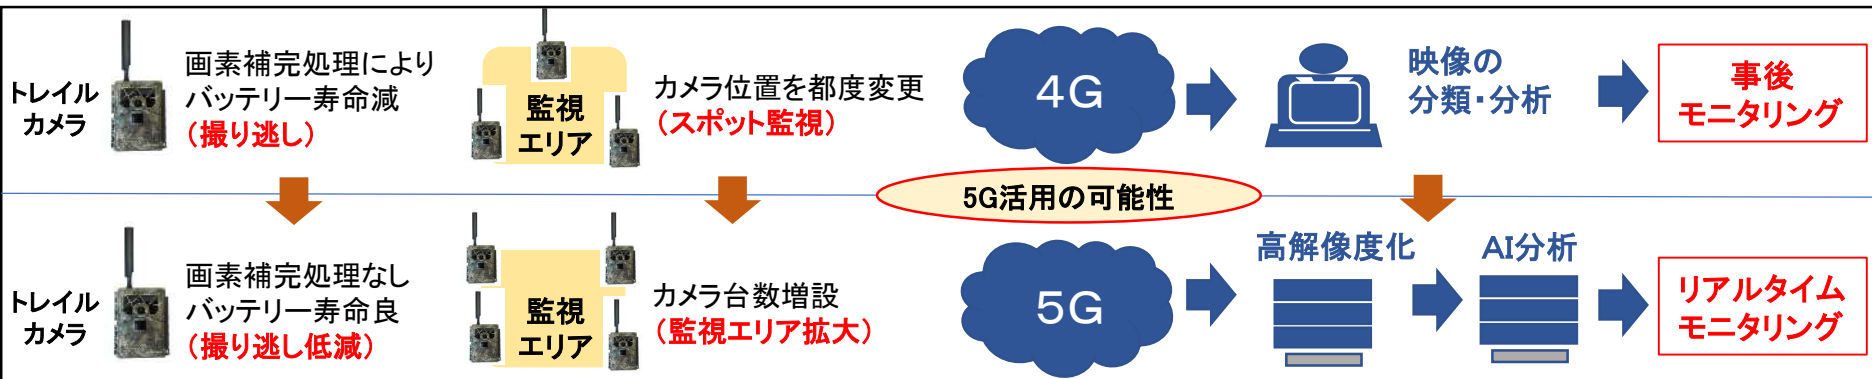 トレイル
カメラ
画素補完処理により
バッテリー寿命減
（撮り逃し）
監視
エリア
カメラ位置を都度変更
（スポット監視）
4G
映像の
分類・分析
事後
モニタリング
5G活用の可能性
トレイル
カメラ
画素補完処理なし
バッテリー寿命良
（撮り逃し低減）
監視
エリア
カメラ台数増設
（監視エリア拡大）
5G
高解像度化
AI分析
リアルタイム
モニタリング